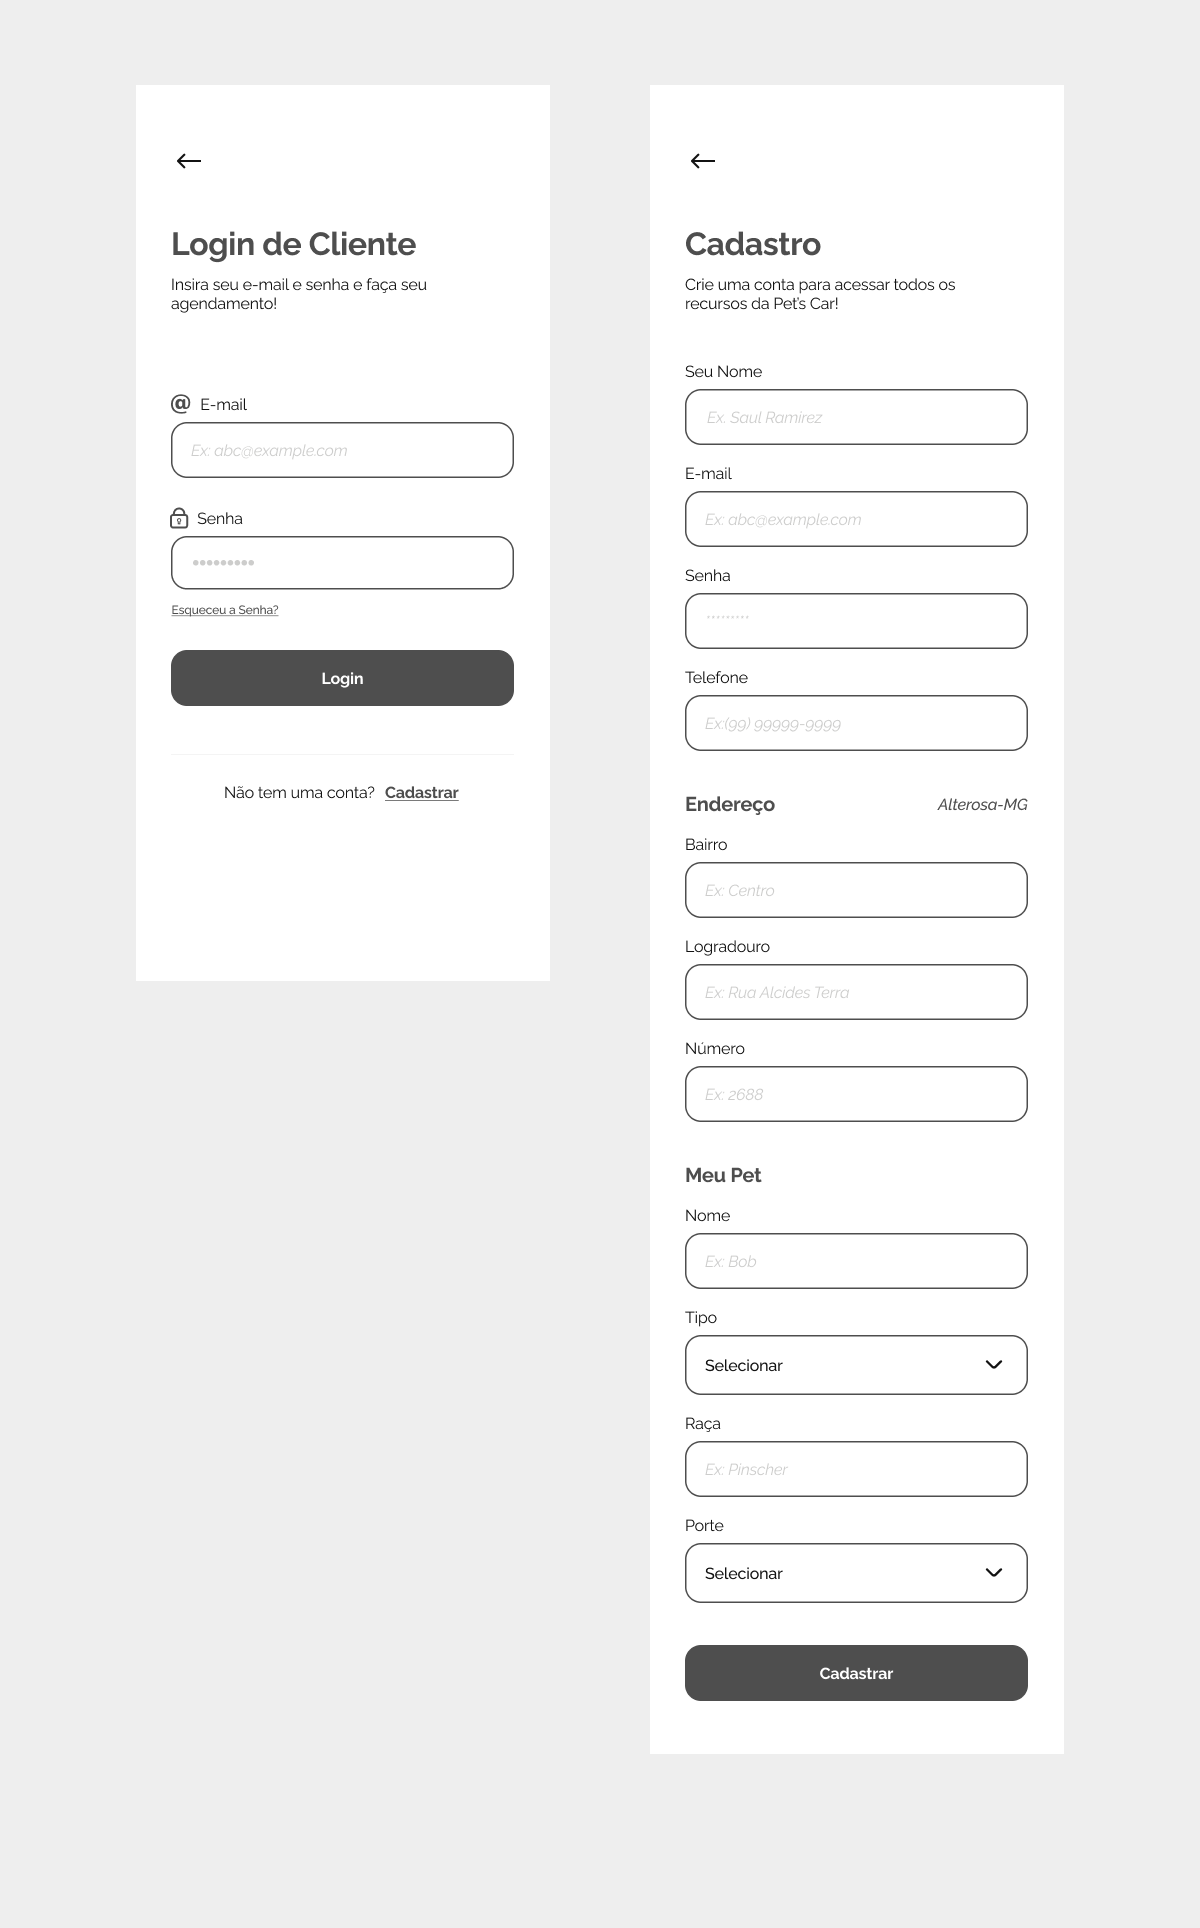 Login de Cliente
Insira seu e-mail e senha e faça seu
agendamento!
@ E-mail
Ex: abc@example.com
Senha
•••••••••
Esqueceu a Senha?
Login
Não tem uma conta? Cadastrar
Cadastro
Crie uma conta para acessar todos os
recursos da Pet's Car!
Seu Nome
Ex. Saul Ramirez
E-mail
Ex: abc@example.com
Senha
*********
Telefone
Ex:(99) 99999-9999
Endereço
Alterosa-MG
Bairro
Ex: Centro
Logradouro
Ex: Rua Alcides Terra
Número
Ex: 2688
Meu Pet
Nome
Ex: Bob
Tipo
Selecionar
Raça
Ex: Pinscher
Porte
Selecionar
Cadastrar